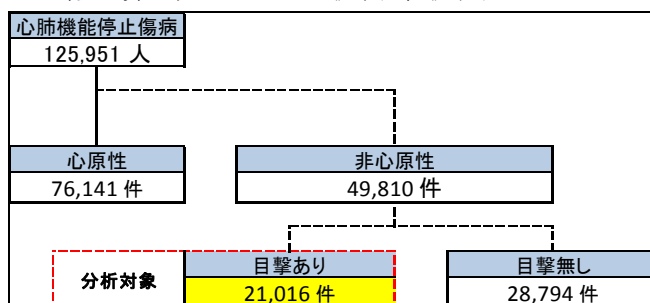 心肺機能停止傷病
125,951 人
心原性
非心原性
76,141 件
49,810 件
分析対象
目撃あり
目撃無し
21,016 件
28,794 件